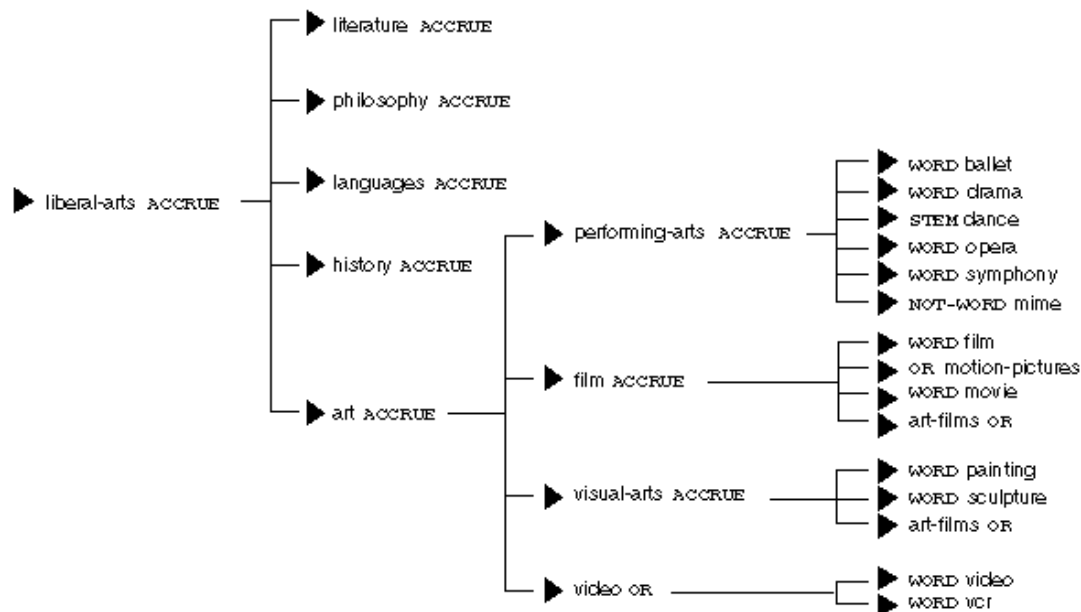 literature ACCRUE
philosophy ACCRUE
languages ACCRUE
liberal-arts ACCRUE
history ACCRUE
art ACCRUE
performing-arts ACCRUE
WORD ballet
WORD drama
STEM dance
WORD opera
WORD symphony
NOT-WORD mime
film ACCRUE
WORD film
OR motion-pictures
WORD movie
art-films OR
visual-arts ACCRUE
WORD painting
WORD sculpture
art-films OR
video OR
WORD video
WORD vcr